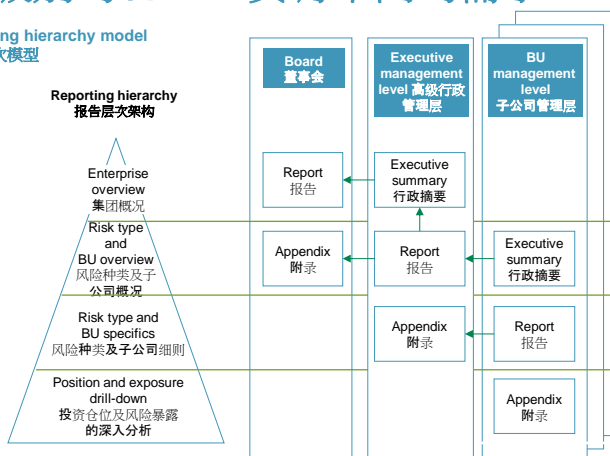 ng hierarchy model
次模型
Reporting hierarchy
报告层次架构
Board
董事会
Executive
management
level 高级行政
管理层
BU
management
level
子公司管理层
Enterprise
overview
集团概况
Report
报告
Executive
summary
行政摘要
Risk type
and
BU overview
风险种类及子
公司概况
Appendix
附录
Report
报告
Executive
summary
行政摘要
Risk type and
BU specifics
风险种类及子公司细则
Appendix
附录
Report
报告
Position and exposure
drill-down
投资仓位及风险暴露
的深入分析
Appendix
附录